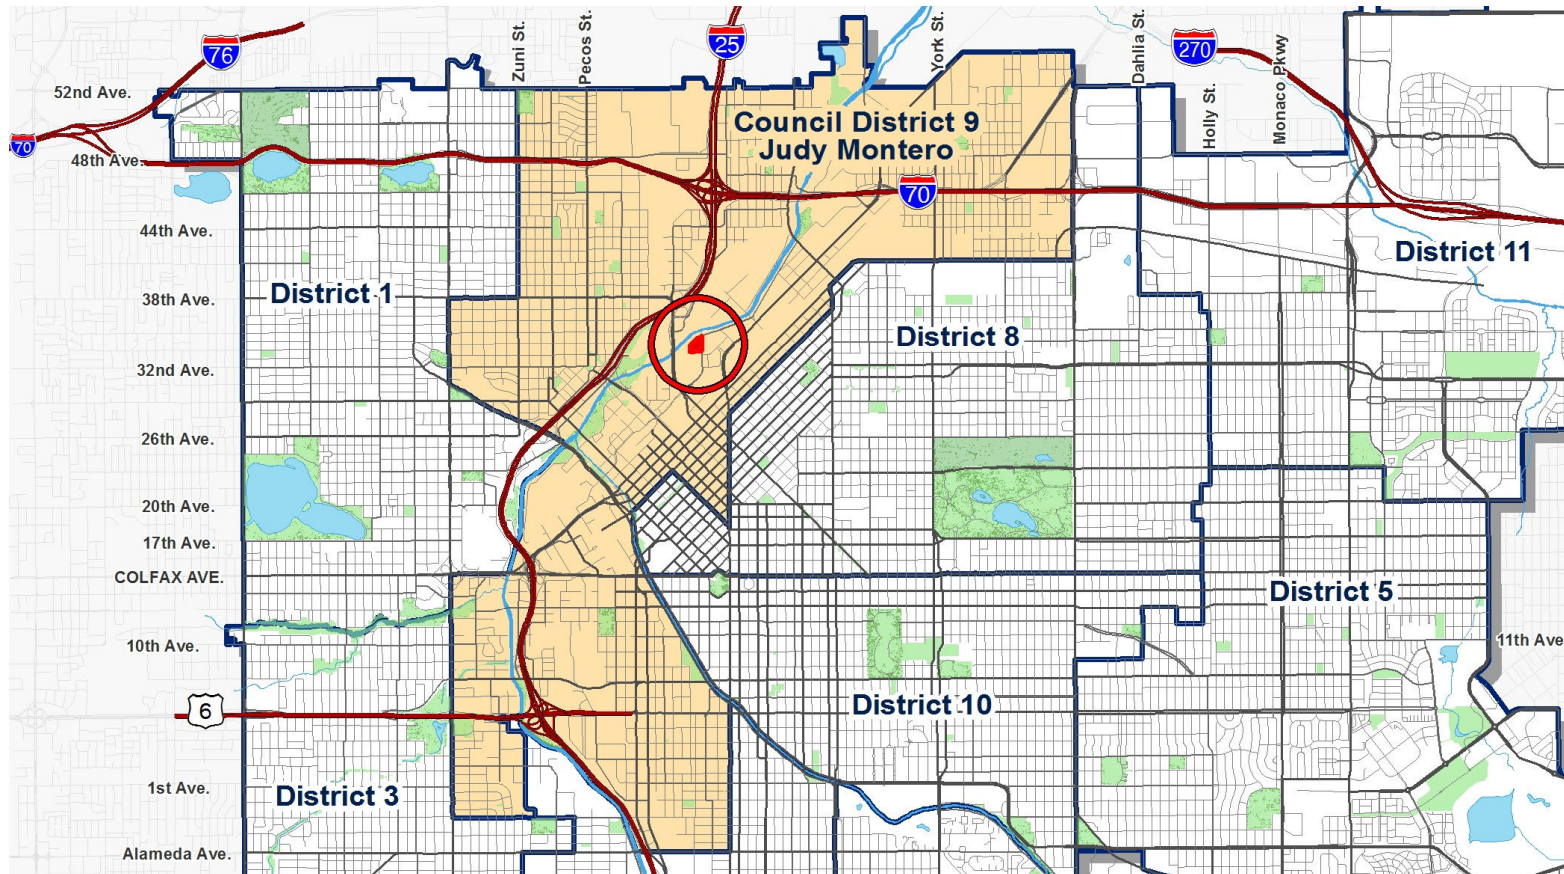 76
25
270
Zuni St.
Pecos St.
York St.
Dahlia St.
Holly St.
Monaco Pkwy
52nd Ave.
70
48th Ave.
Council District 9
Judy Montero
70
44th Ave.
District 11
District 1
38th Ave.
District 8
32nd Ave.
26th Ave.
20th Ave.
17th Ave.
COLFAX AVE.
District 5
10th Ave.
11th Ave
6
District 10
1st Ave.
District 3
Alameda Ave.